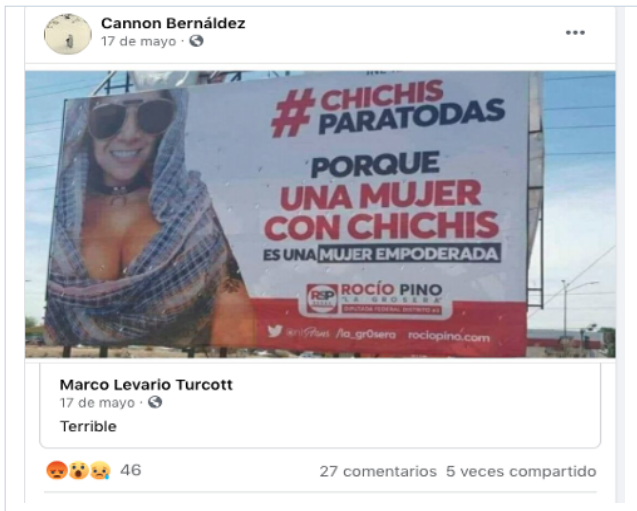 Cannon Bernáldez
17 de mayo
# CHICHIS
PARATODAS
PORQUE
UNA MUJER
CON CHICHIS
ES UNA MUJER EMPODERADA
RSP ROCÍO PINO
"LA GROSERA"
DIPUTADA FEDERAL DISTRITO
/la_gr0sera rociopino.com
Marco Levario Turcott
17 de mayo
Terrible
46
27 comentarios 5 veces compartido